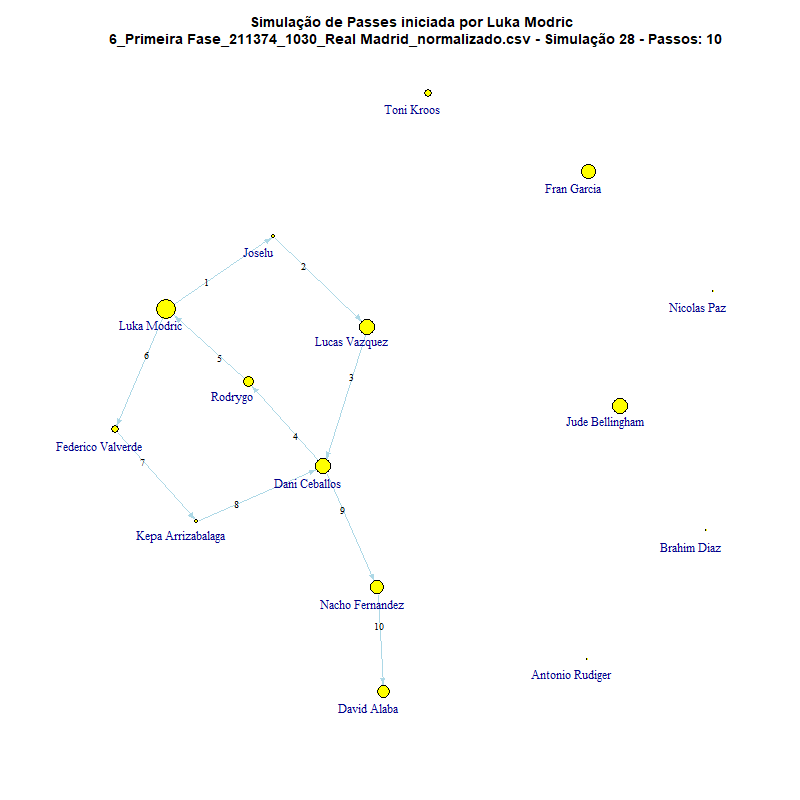 Simulação de Passes iniciada por Luka Modric
6_Primeira Fase_211374_1030_Real Madrid_normalizado.csv - Simulação 28 - Passos: 10
Toni Kroos
Fran Garcia
Joselu
1
2
Nicolas Paz
Luka Modric
Lucas Vazquez
6
5
3
Rodrygo
Jude Bellingham
4
Federico Valverde
7
Dani Ceballos
8
9
Kepa Arrizabalaga
Brahim Diaz
Nacho Fernandez
10
Antonio Rudiger
David Alaba